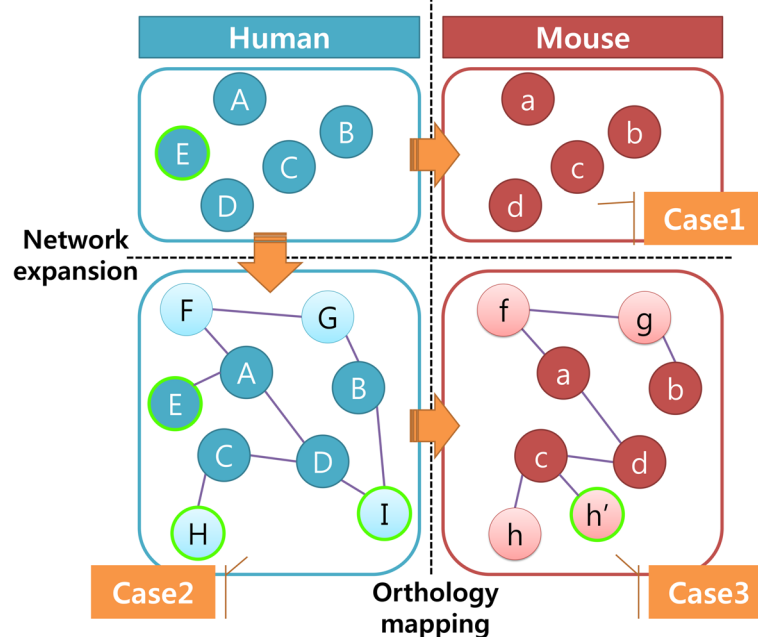 Human
Mouse
A
B
E
C
D
a
b
c
d
Case1
Network
expansion
F
G
A
B
E
C
D
H
I
Case2
f
g
a
b
c
d
h
h′
Case3
Orthology
mapping